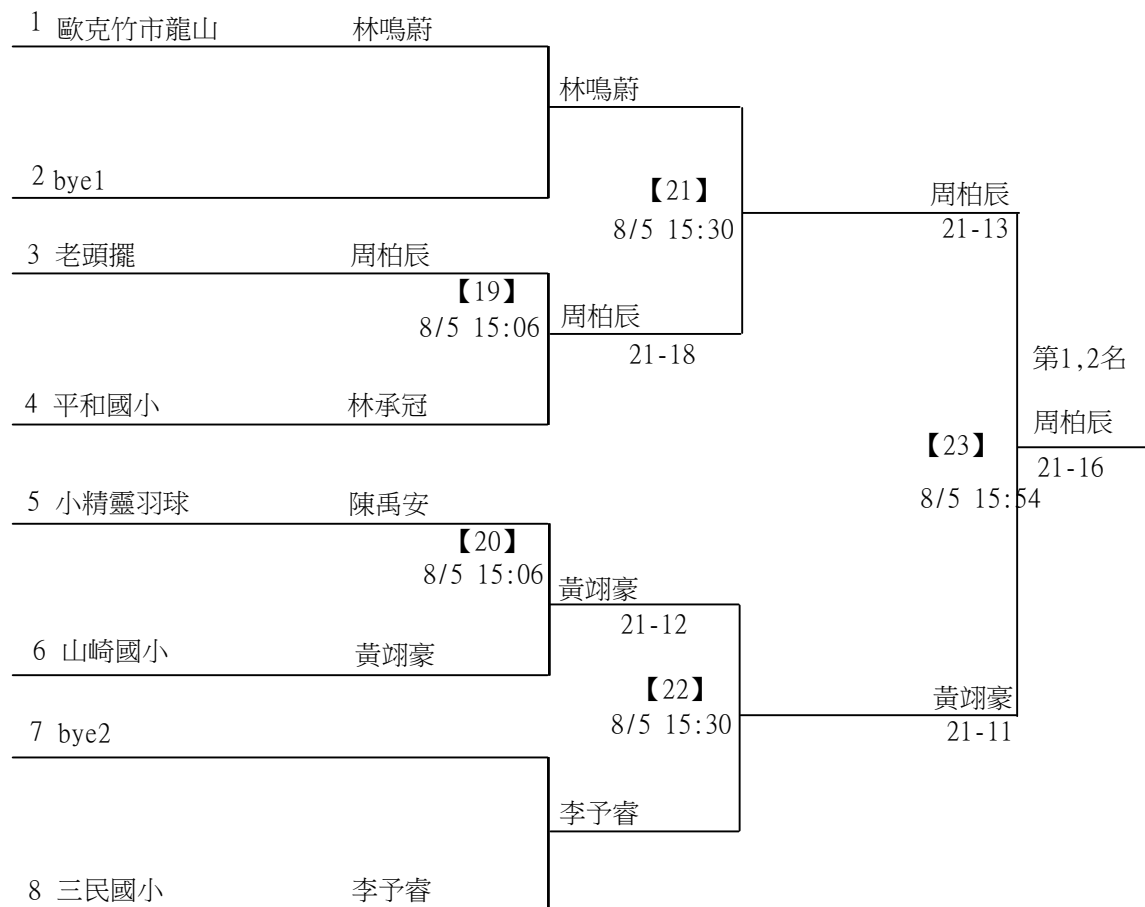 1 歐克竹市龍山 林鳴蔚
林鳴蔚
2 bye1
【21】
8/5 15:30
周柏辰
21-13
3 老頭擺 周柏辰
【19】
8/5 15:06
周柏辰
21-18
第1,2名
4 平和國小 林承冠
周柏辰
【23】
21-16
8/5 15:54
5 小精靈羽球 陳禹安
【20】
8/5 15:06
黃翊豪
21-12
6 山崎國小 黃翊豪
【22】
8/5 15:30
黃翊豪
21-11
7 bye2
李予睿
8 三民國小 李予睿